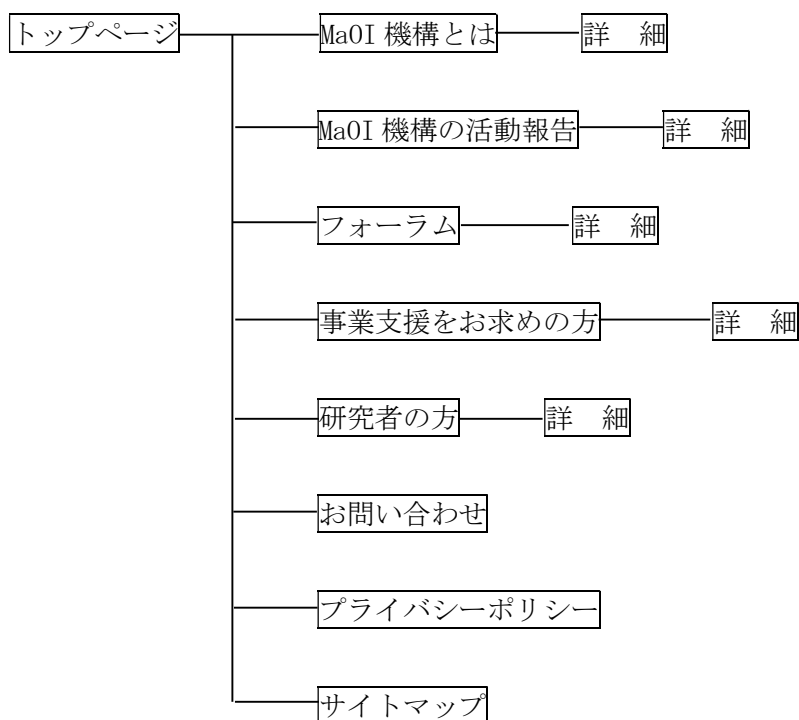 トップページ MaOI 機構とは 詳　細
MaOI 機構の活動報告 詳　細
フォーラム 詳　細
事業支援をお求めの方 詳　細
研究者の方 詳　細
お問い合わせ
プライバシーポリシー
サイトマップ